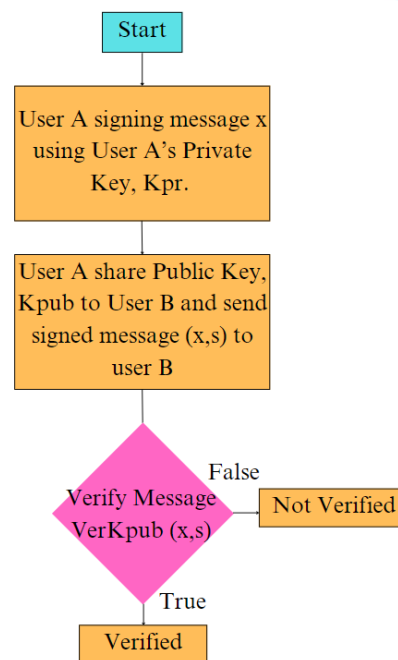 Start
User A signing message x
using User A's Private
Key, Kpr.
User A share Public Key,
Kpub to User B and send
signed message (x,s) to
user B
False
Verify Message
VerKpub (x,s)
Not Verified
True
Verified